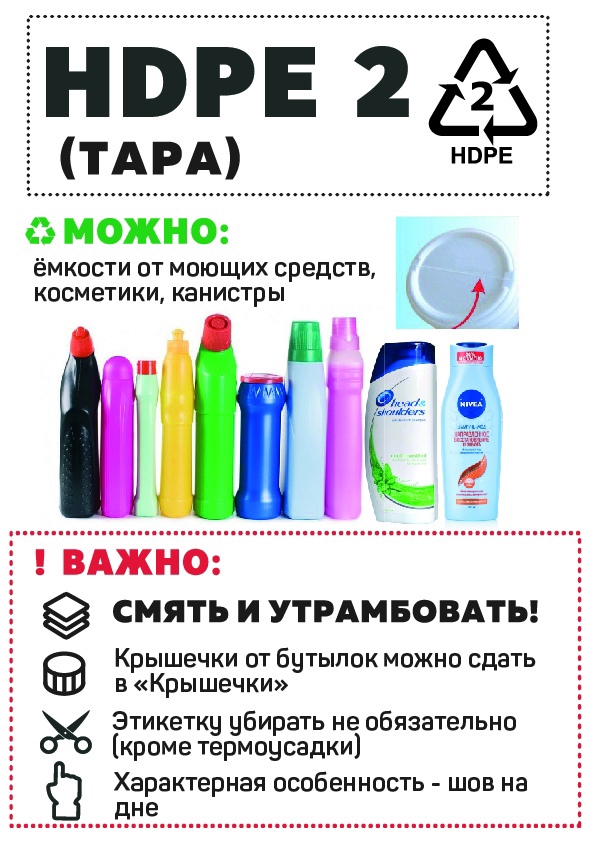 HDPE 2
(ТАРА)
2
HDPE
МОЖНО:
ёмкости от моющих средств,
косметики, канистры
head&
shoulders
NIVEA
! ВАЖНО:
СМЯТЬ И УТРАМБОВАТЬ!
Крышечки от бутылок можно сдать
в «Крышечки»
Этикетку убирать не обязательно
(кроме термоусадки)
Характерная особенность - шов на
дне